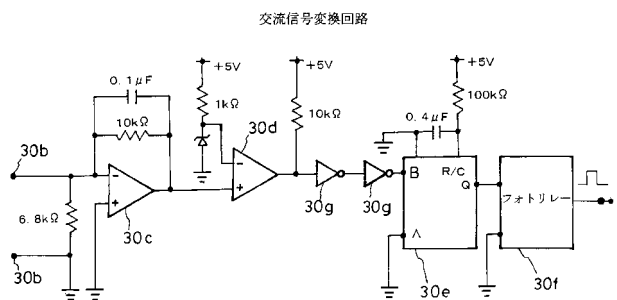 交流信号変換回路
+5V
+5V
+5V
0.1μF
1kΩ
10kΩ
30d
10kΩ
0.4μF
100kΩ
30b
−
+
6.8kΩ
30c
−
+
30g
30g
B
R/C
Q
A
フォトリレー
30b
30e
30f